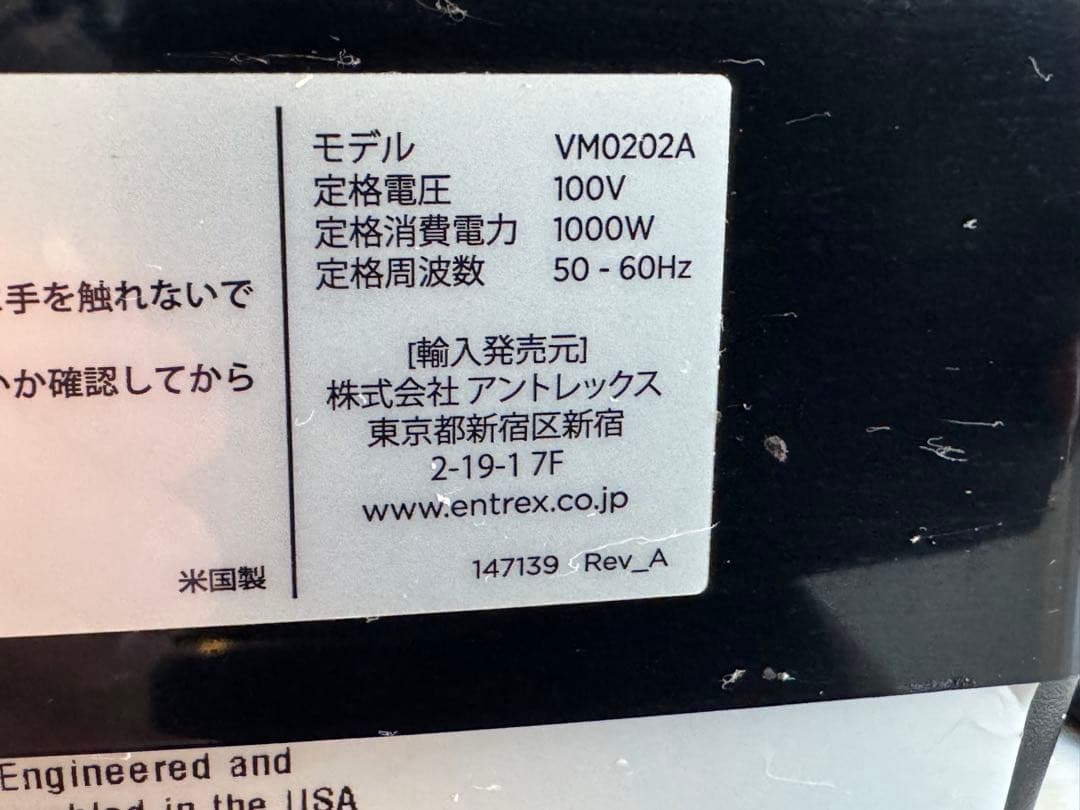 モデル VM0202A
定格電圧 100V
定格消費電力 1000W
定格周波数 50 - 60Hz
手を触れないで
か確認してから
[輸入発売元]
株式会社 アントレックス
東京都新宿区新宿
2-19-1 7F
www.entrex.co.jp
147139 Rev_A
米国製
Engineered and
in the USA